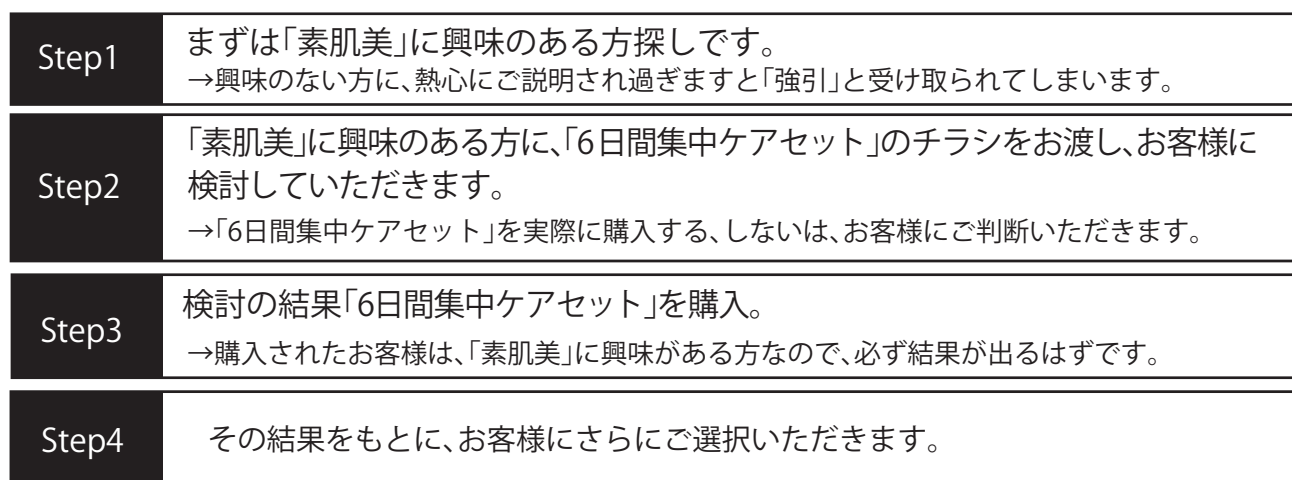 Step1
まずは「素肌美」に興味のある方探しです。
→興味のない方に、熱心にご説明され過ぎますと「強引」と受け取られてしまいます。
Step2
「素肌美」に興味のある方に、「6日間集中ケアセット」のチラシをお渡し、お客様に
検討していただきます。
→「6日間集中ケアセット」を実際に購入する、しないは、お客様にご判断いただきます。
Step3
検討の結果「6日間集中ケアセット」を購入。
→購入されたお客様は、「素肌美」に興味がある方なので、必ず結果が出るはずです。
Step4
その結果をもとに、お客様にさらにご選択いただきます。